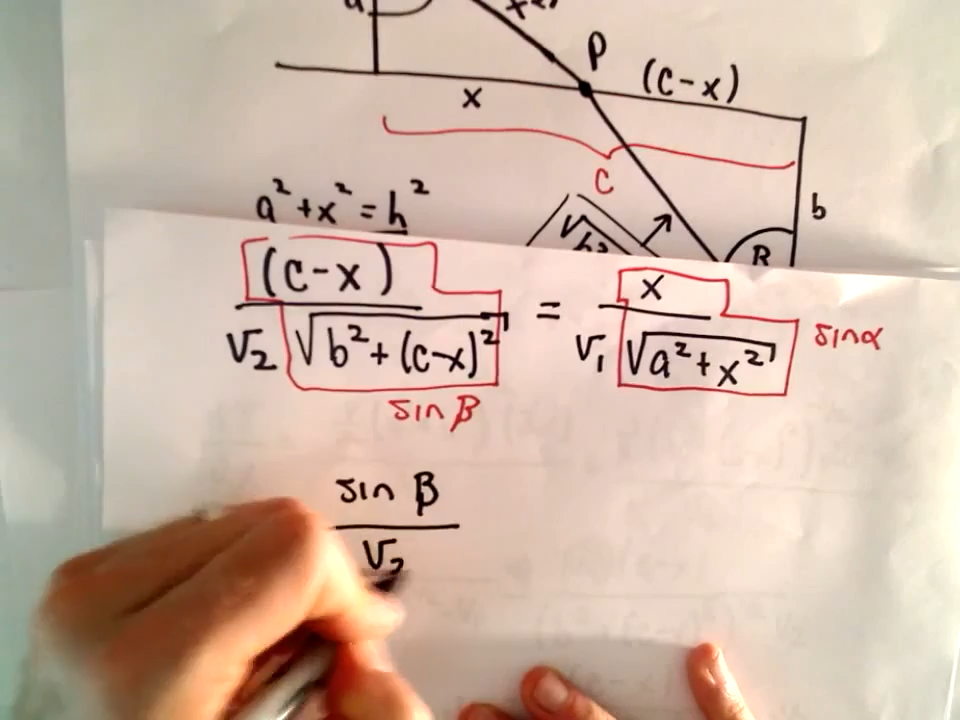 P
(c-x)
x
c
b
a² + x² = h²
β
(c-x) / v₂ √(b² + (c-x)²) = x / v₁ √(a² + x²)
sin α
sin β
sin β
v₂